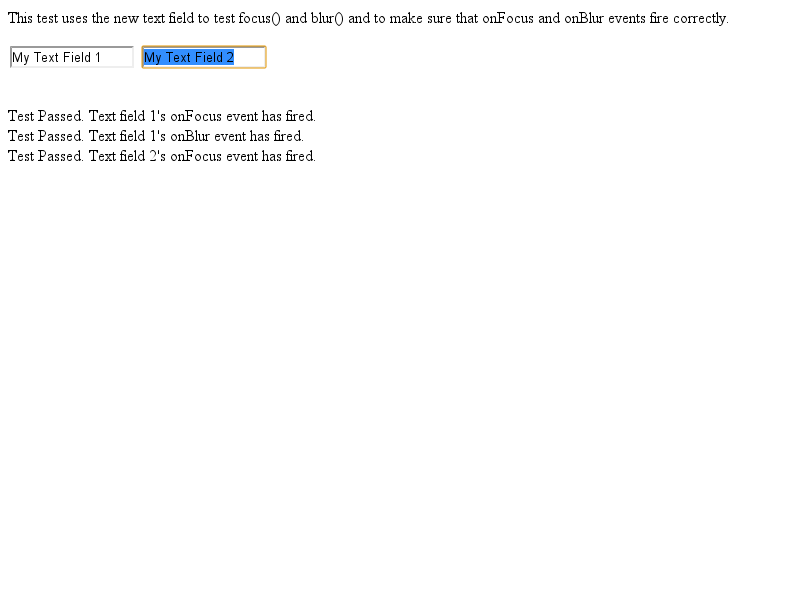 This test uses the new text field to test focus() and blur() and to make sure that onFocus and onBlur events fire correctly.
My Text Field 1 My Text Field 2
Test Passed. Text field 1's onFocus event has fired.
Test Passed. Text field 1's onBlur event has fired.
Test Passed. Text field 2's onFocus event has fired.